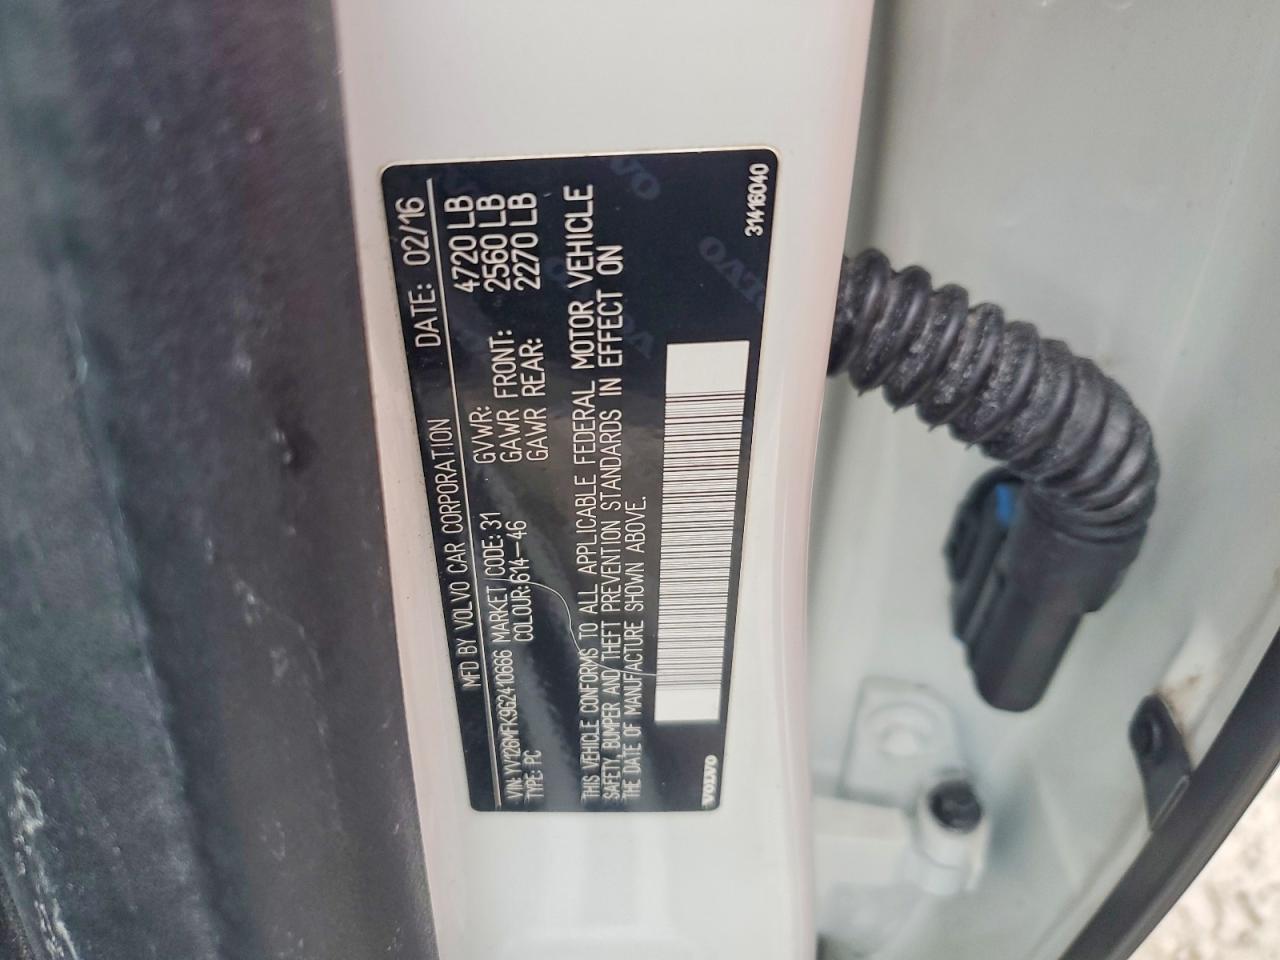 MFD BY VOLVO CAR CORPORATION DATE: 02/16
VIN: YV126MFK9G2410666 MARKET/CODE: 31 GVWR: 4720 LB
TYPE: PC COLOUR: 614-46 GAWR FRONT: 2560 LB
GAWR REAR: 2270 LB
THIS VEHICLE CONFORMS TO ALL APPLICABLE FEDERAL MOTOR VEHICLE
SAFETY, BUMPER AND THEFT PREVENTION STANDARDS IN EFFECT ON
THE DATE OF MANUFACTURE SHOWN ABOVE.
VOLVO 31416040